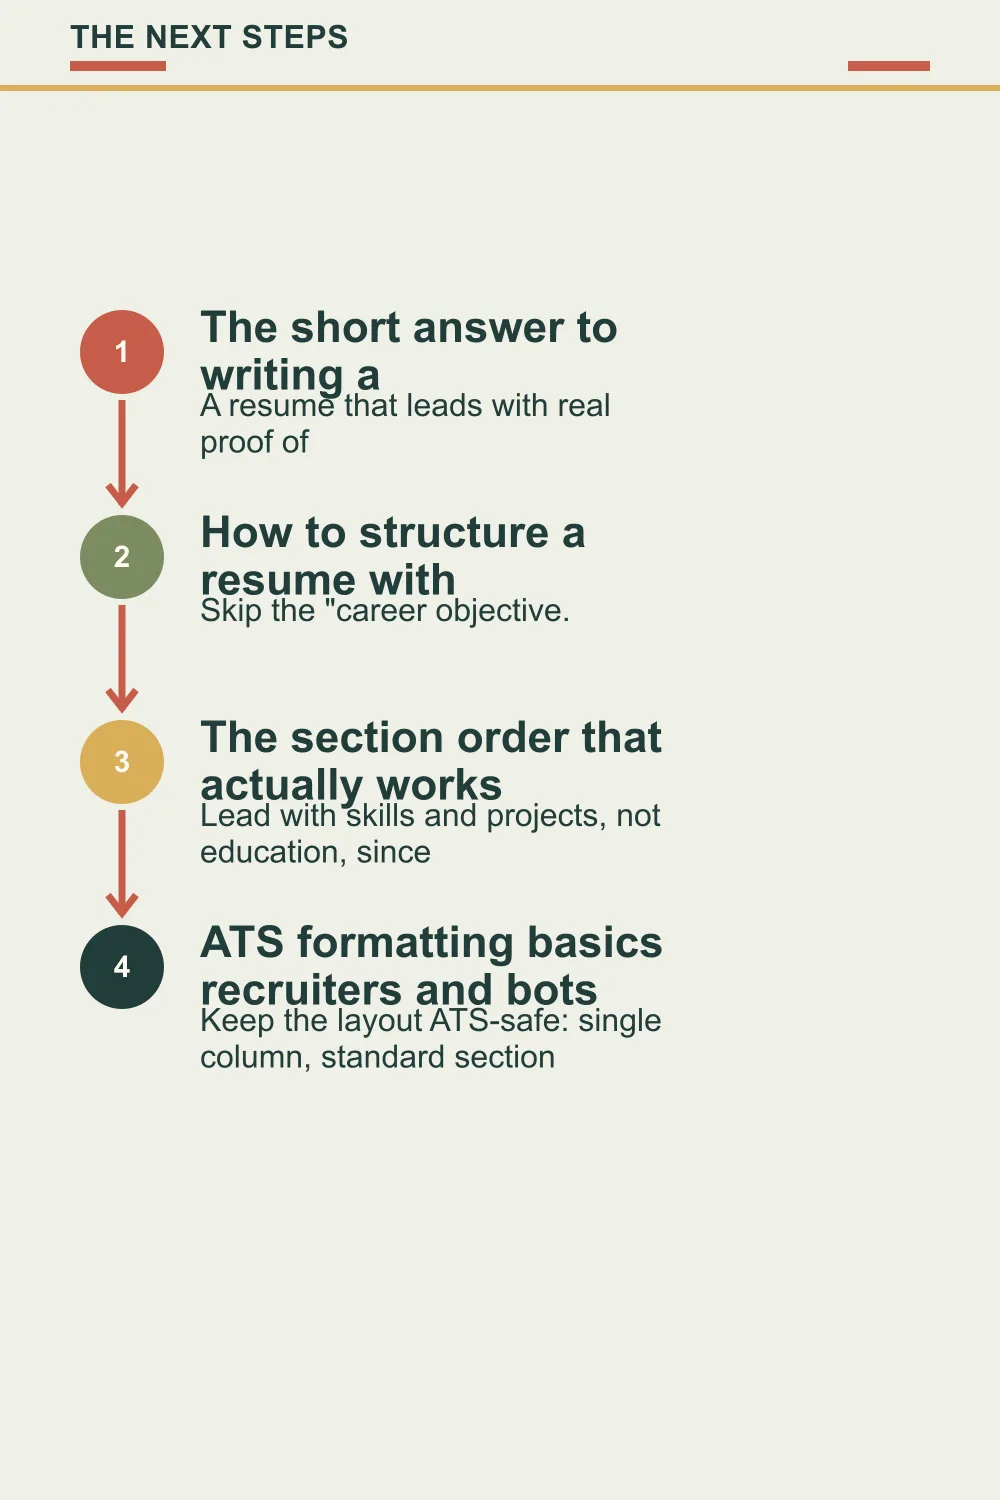 THE NEXT STEPS
1
The short answer to
writing a
A resume that leads with real
proof of
2
How to structure a
resume with
Skip the "career objective.
3
The section order that
actually works
Lead with skills and projects, not
education, since
4
ATS formatting basics
recruiters and bots
Keep the layout ATS-safe: single
column, standard section